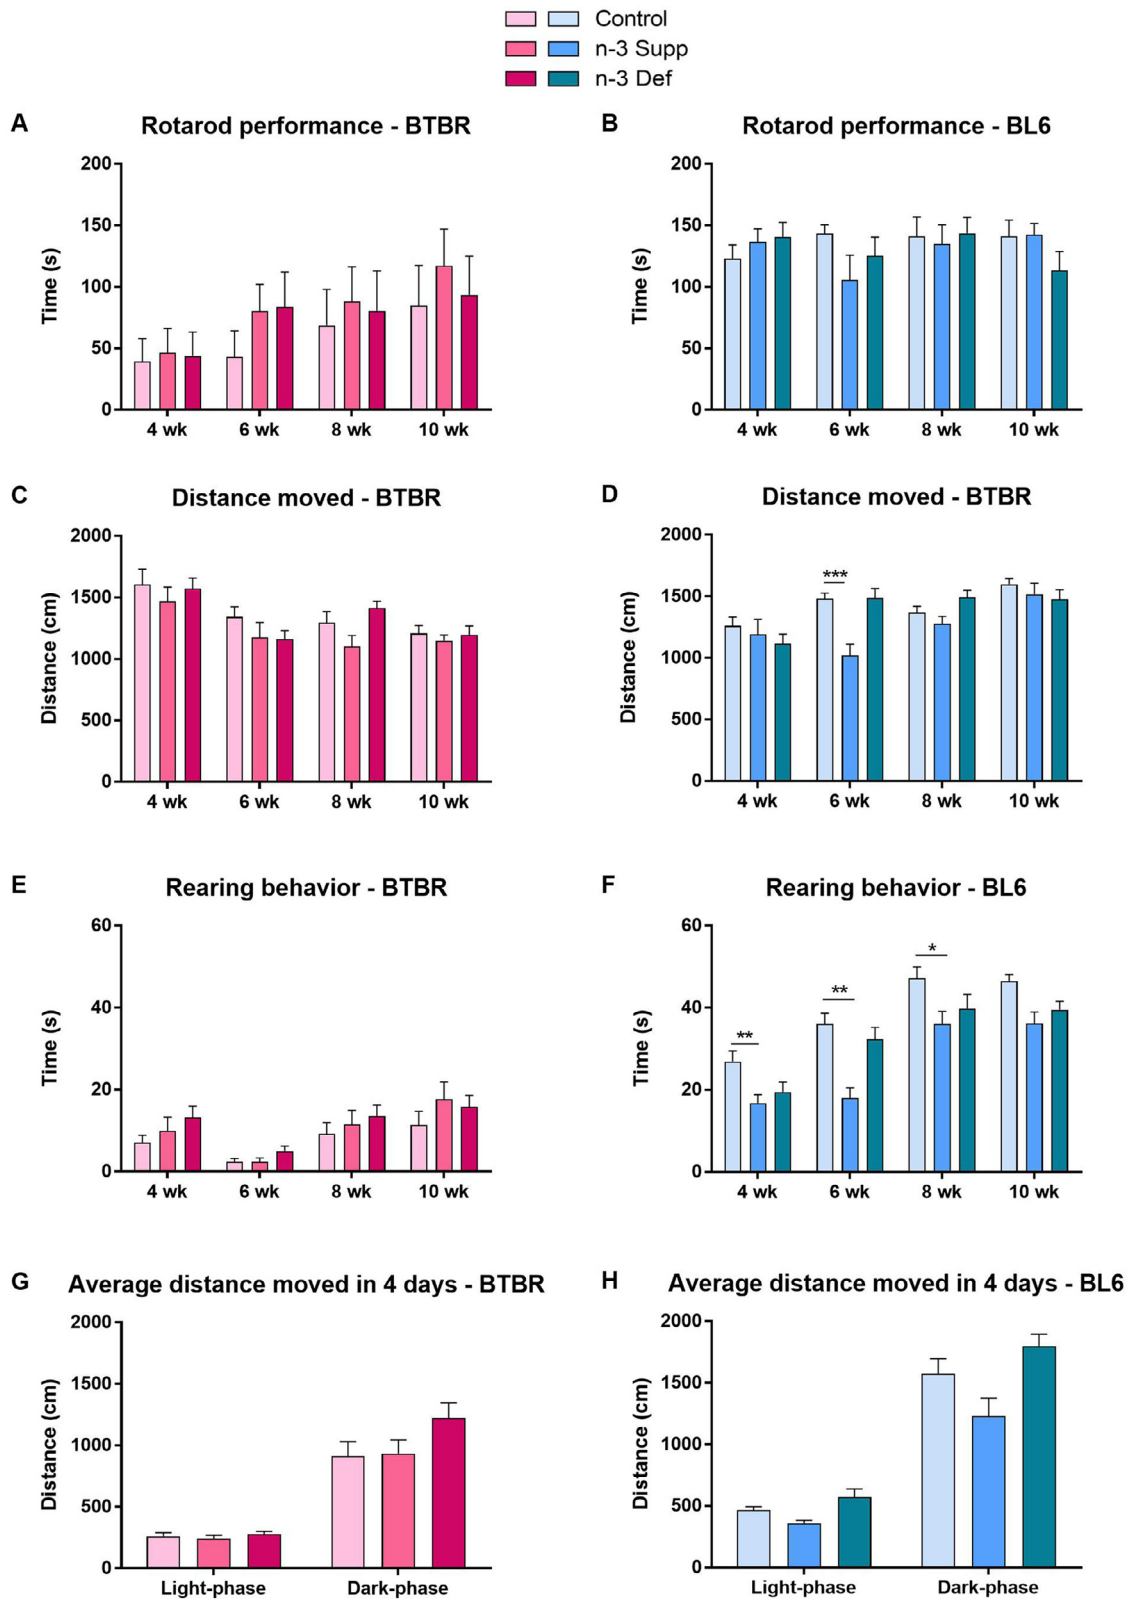 Control
n-3 Supp
n-3 Def
A Rotarod performance - BTBR
200
150
100
50
0
Time (s)
4 wk 6 wk 8 wk 10 wk
B Rotarod performance - BL6
200
150
100
50
0
Time (s)
4 wk 6 wk 8 wk 10 wk
C Distance moved - BTBR
2000
1500
1000
500
0
Distance (cm)
4 wk 6 wk 8 wk 10 wk
D Distance moved - BTBR
2000
1500
1000
500
0
Distance (cm)
***
4 wk 6 wk 8 wk 10 wk
E Rearing behavior - BTBR
60
40
20
0
Time (s)
4 wk 6 wk 8 wk 10 wk
F Rearing behavior - BL6
60
40
20
0
Time (s)
**
**
*
4 wk 6 wk 8 wk 10 wk
G Average distance moved in 4 days - BTBR
2000
1500
1000
500
0
Distance (cm)
Light-phase Dark-phase
H Average distance moved in 4 days - BL6
2000
1500
1000
500
0
Distance (cm)
Light-phase Dark-phase